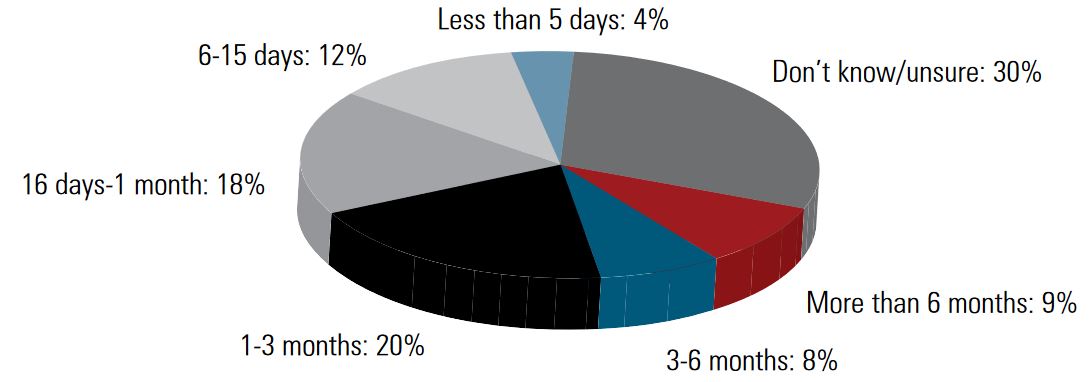 Less than 5 days: 4%
6-15 days: 12%
Don’t know/unsure: 30%
16 days-1 month: 18%
More than 6 months: 9%
1-3 months: 20%
3-6 months: 8%